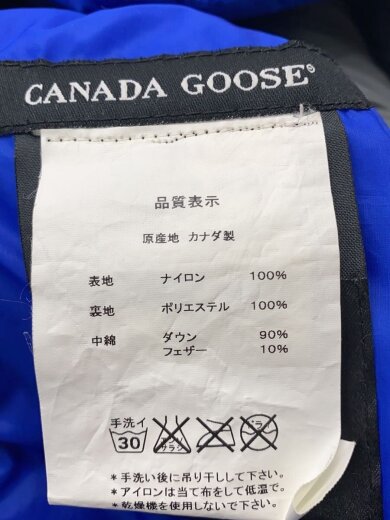 CANADA GOOSE®
品質表示
原産地 カナダ製
表地 ナイロン 100%
裏地 ポリエステル 100%
中綿 ダウン 90%
フェザー 10%
手洗イ
30
＊手洗い後に吊り干しして下さい。
＊アイロンは当て布をして低温で。
＊乾燥機を使用しないで下さい。